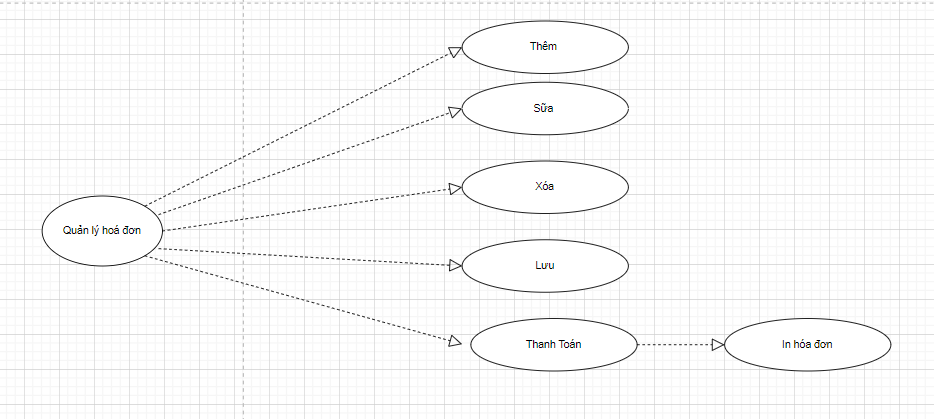 Thêm
Sữa
Xóa
Quản lý hoá đơn
Lưu
Thanh Toán
In hóa đơn